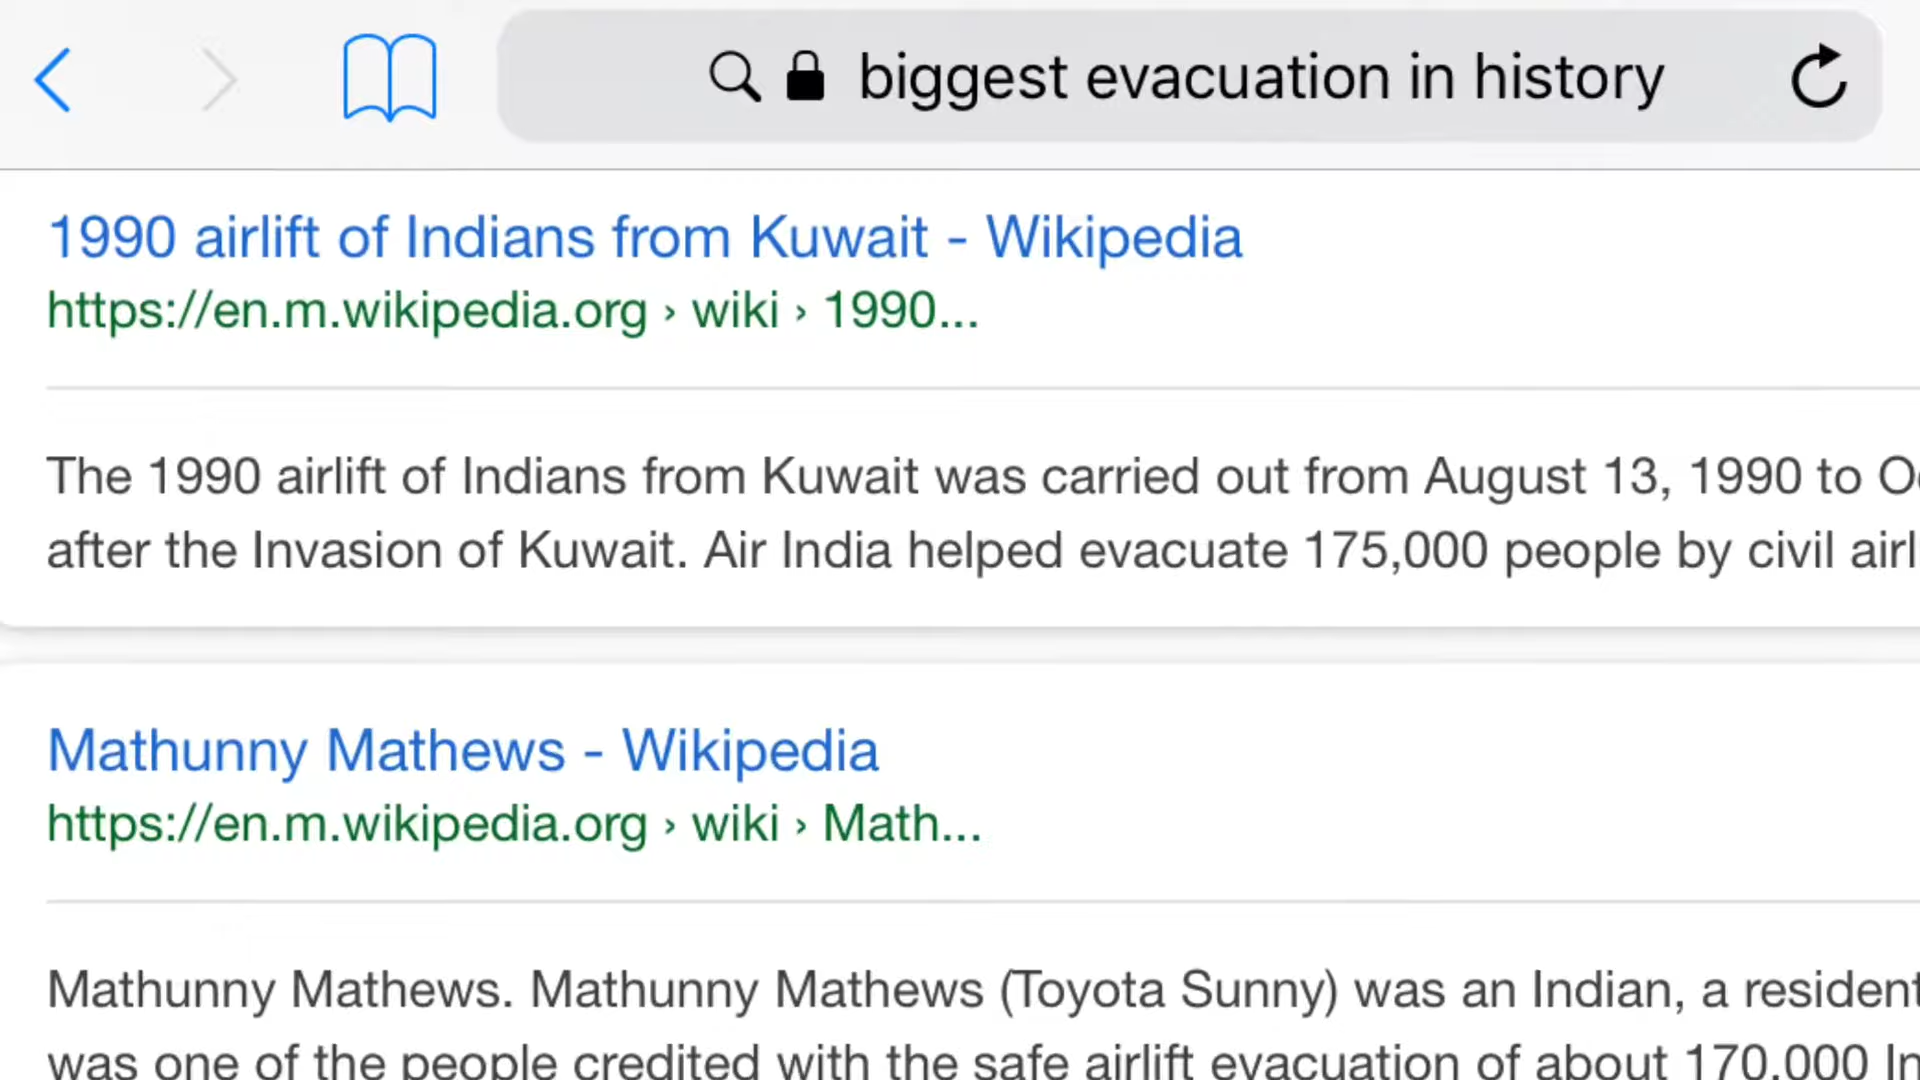 biggest evacuation in history
1990 airlift of Indians from Kuwait - Wikipedia
https://en.m.wikipedia.org › wiki › 1990...
The 1990 airlift of Indians from Kuwait was carried out from August 13, 1990 to
after the Invasion of Kuwait. Air India helped evacuate 175,000 people by civil
Mathunny Mathews - Wikipedia
https://en.m.wikipedia.org › wiki › Math...
Mathunny Mathews. Mathunny Mathews (Toyota Sunny) was an Indian, a resident
was one of the people credited with the safe airlift evacuation of about 170,000